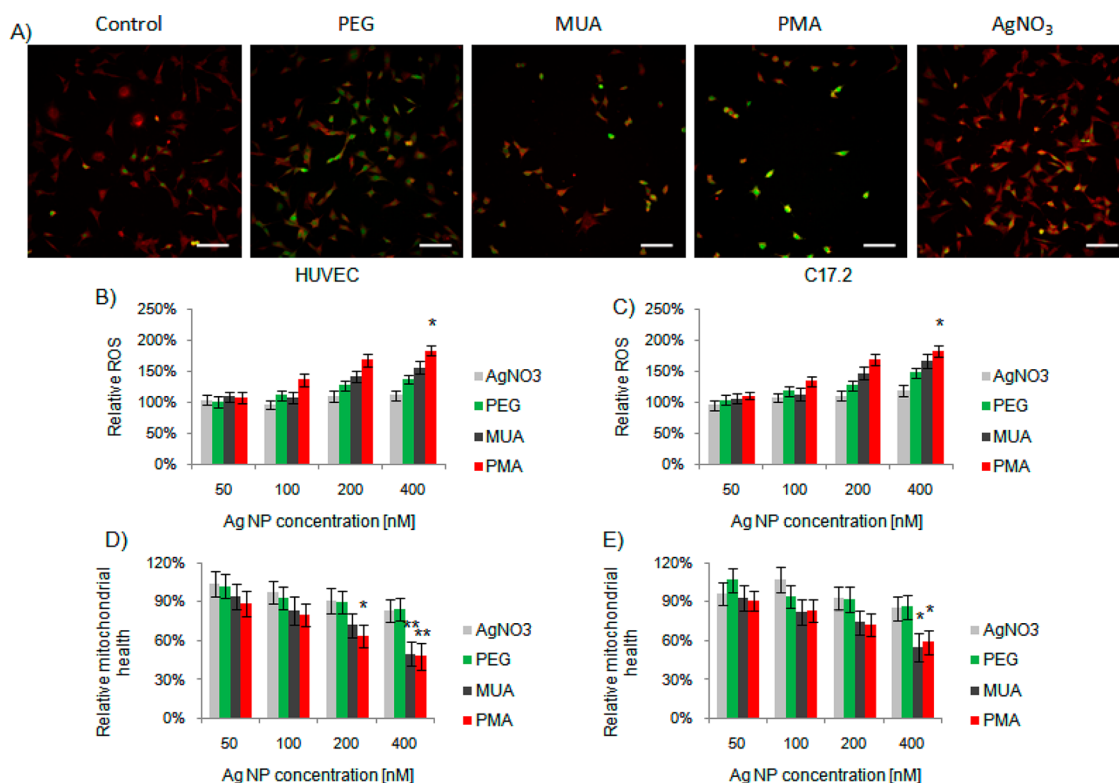 A)
Control PEG MUA PMA AgNO₃
HUVEC C17.2
B)
250%
200%
150%
100%
50%
0%
Relative ROS
*
50 100 200 400
Ag NP concentration [nM]
AgNO3
PEG
MUA
PMA
C)
250%
200%
150%
100%
50%
0%
Relative ROS
*
50 100 200 400
Ag NP concentration [nM]
AgNO3
PEG
MUA
PMA
D)
120%
90%
60%
30%
0%
Relative mitochondrial
health
*
**
**
50 100 200 400
Ag NP concentration [nM]
AgNO3
PEG
MUA
PMA
E)
120%
90%
60%
30%
0%
Relative mitochondrial
health
* *
50 100 200 400
Ag NP concentration [nM]
AgNO3
PEG
MUA
PMA